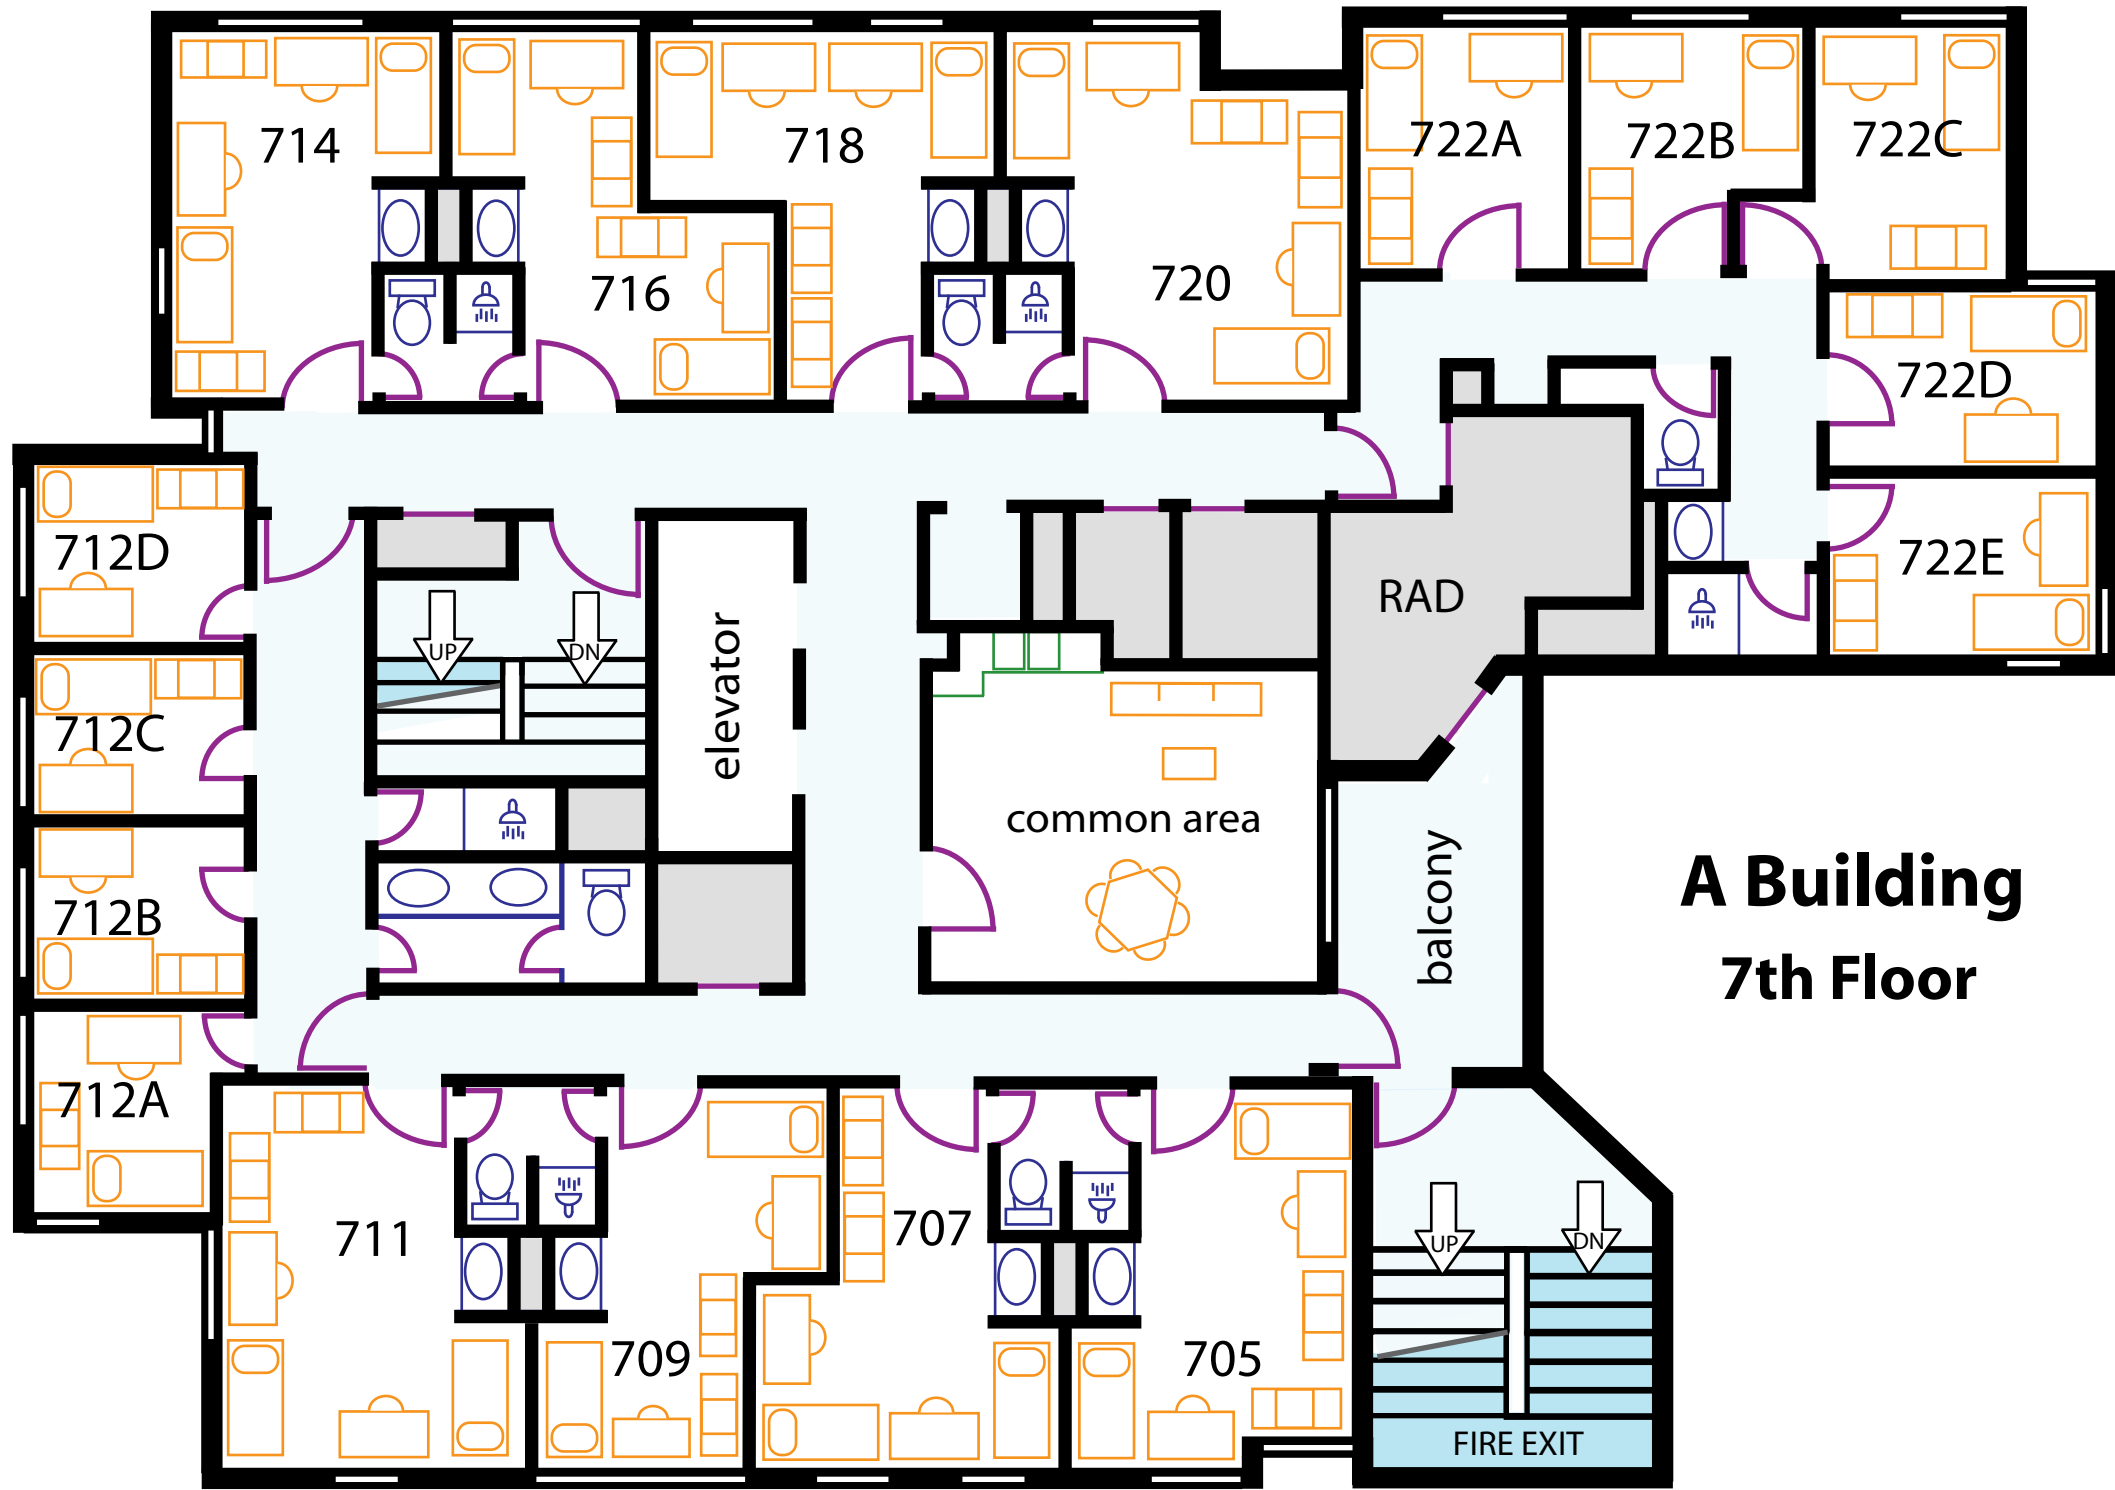 714
716
718
720
722A
722B
722C
722D
722E
712D
712C
712B
712A
UP
DN
elevator
RAD
common area
balcony
A Building
7th Floor
711
709
707
705
UP
DN
FIRE EXIT